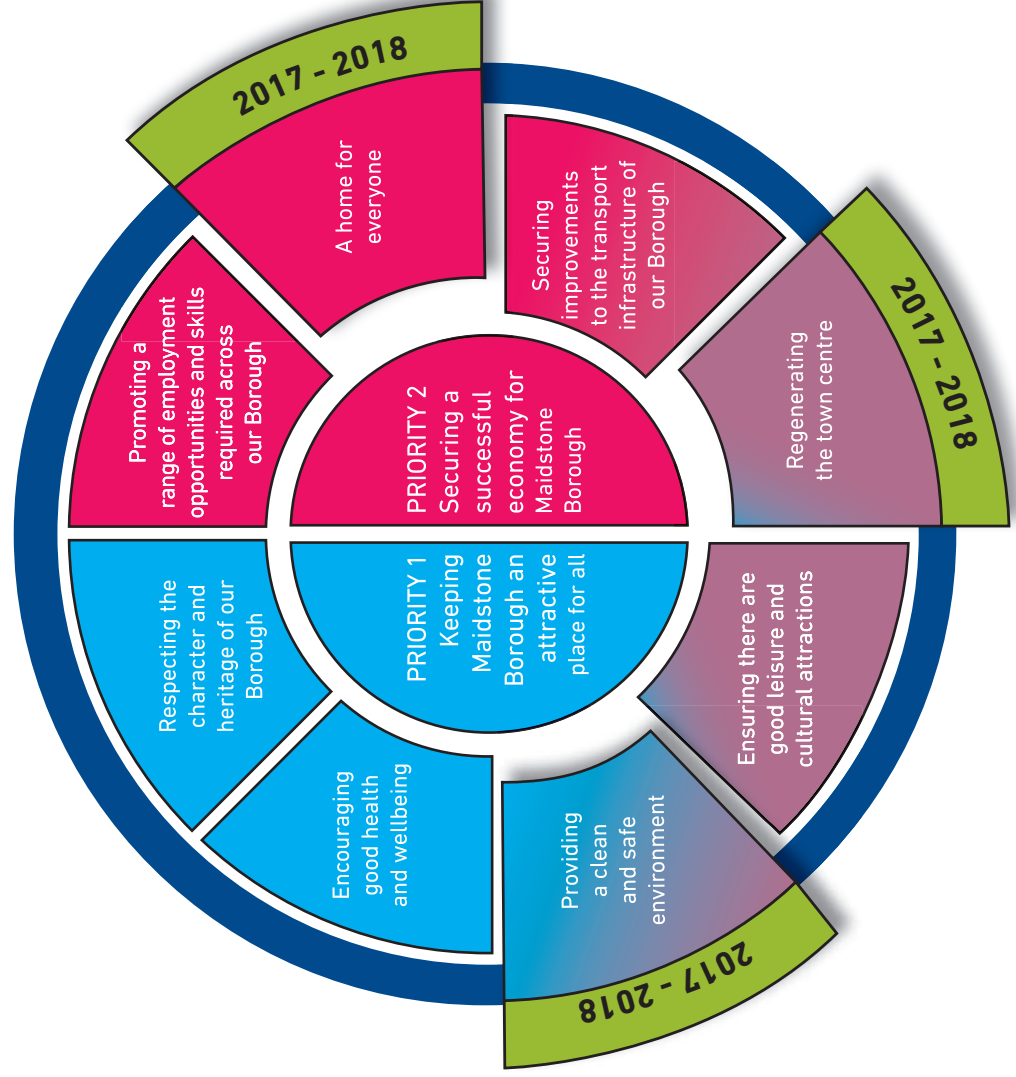 PRIORITY 1
Keeping
Maidstone
Borough an
attractive
place for all
PRIORITY 2
Securing a
successful
economy for
Maidstone
Borough
Respecting the
character and
heritage of our
Borough
Promoting a
range of employment
opportunities and skills
required across
our Borough
2017 - 2018
A home for
everyone
Securing
improvements
to the transport
infrastructure of
our Borough
2017 - 2018
Regenerating
the town centre
Ensuring there are
good leisure and
cultural attractions
Providing
a clean
and safe
environment
2017 - 2018
Encouraging
good health
and wellbeing